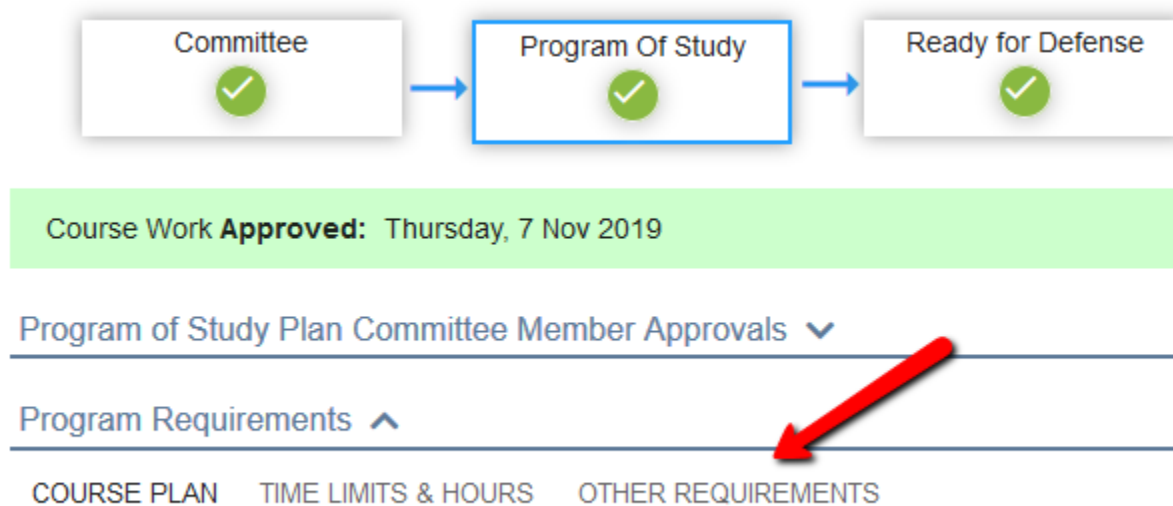 Committee
Program Of Study
Ready for Defense
Course Work Approved: Thursday, 7 Nov 2019
Program of Study Plan Committee Member Approvals
Program Requirements
COURSE PLAN TIME LIMITS & HOURS OTHER REQUIREMENTS